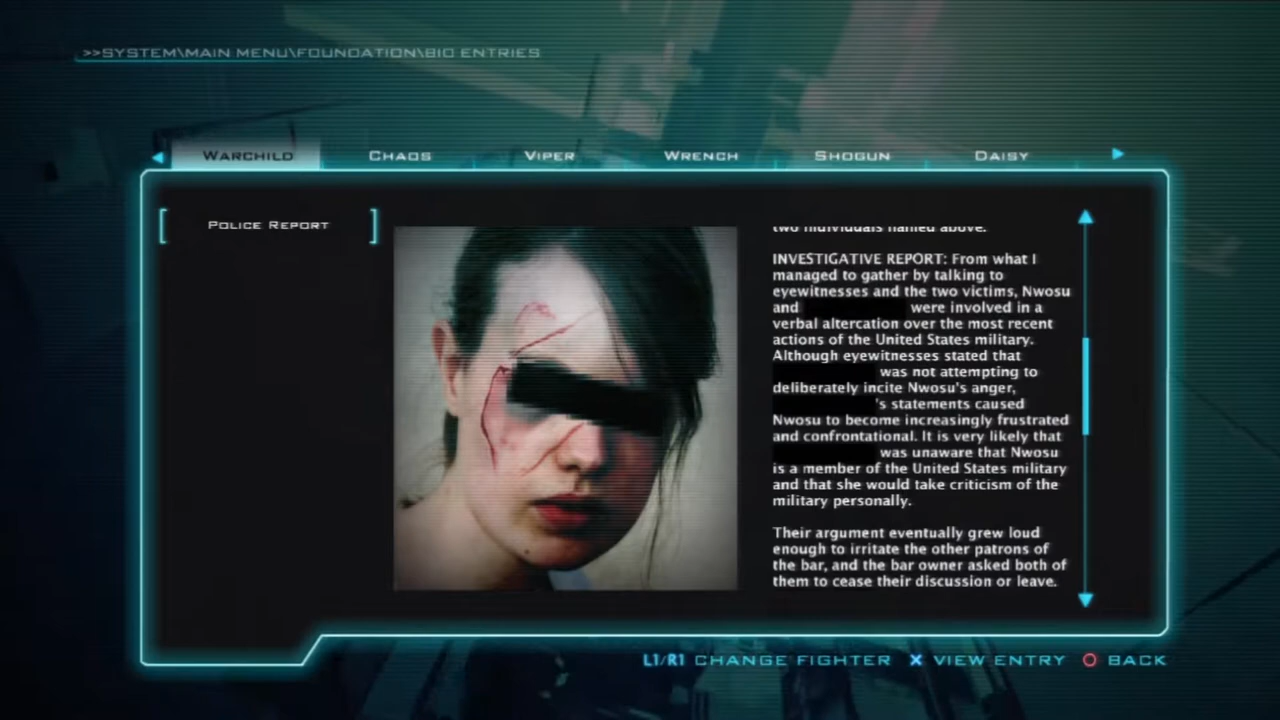 >>SYSTEM\MAIN MENU\FOUNDATION\BIO ENTRIES
WARCHILD CHAOS VIPER WRENCH SHOGUN DAISY
POLICE REPORT
two individuals named above.
INVESTIGATIVE REPORT: From what I
managed to gather by talking to
eyewitnesses and the two victims, Nwosu
and were involved in a
verbal altercation over the most recent
actions of the United States military.
Although eyewitnesses stated that
was not attempting to
deliberately incite Nwosu's anger,
's statements caused
Nwosu to become increasingly frustrated
and confrontational. It is very likely that
was unaware that Nwosu
is a member of the United States military
and that she would take criticism of the
military personally.
Their argument eventually grew loud
enough to irritate the other patrons of
the bar, and the bar owner asked both of
them to cease their discussion or leave.
L1/R1 CHANGE FIGHTER X VIEW ENTRY O BACK